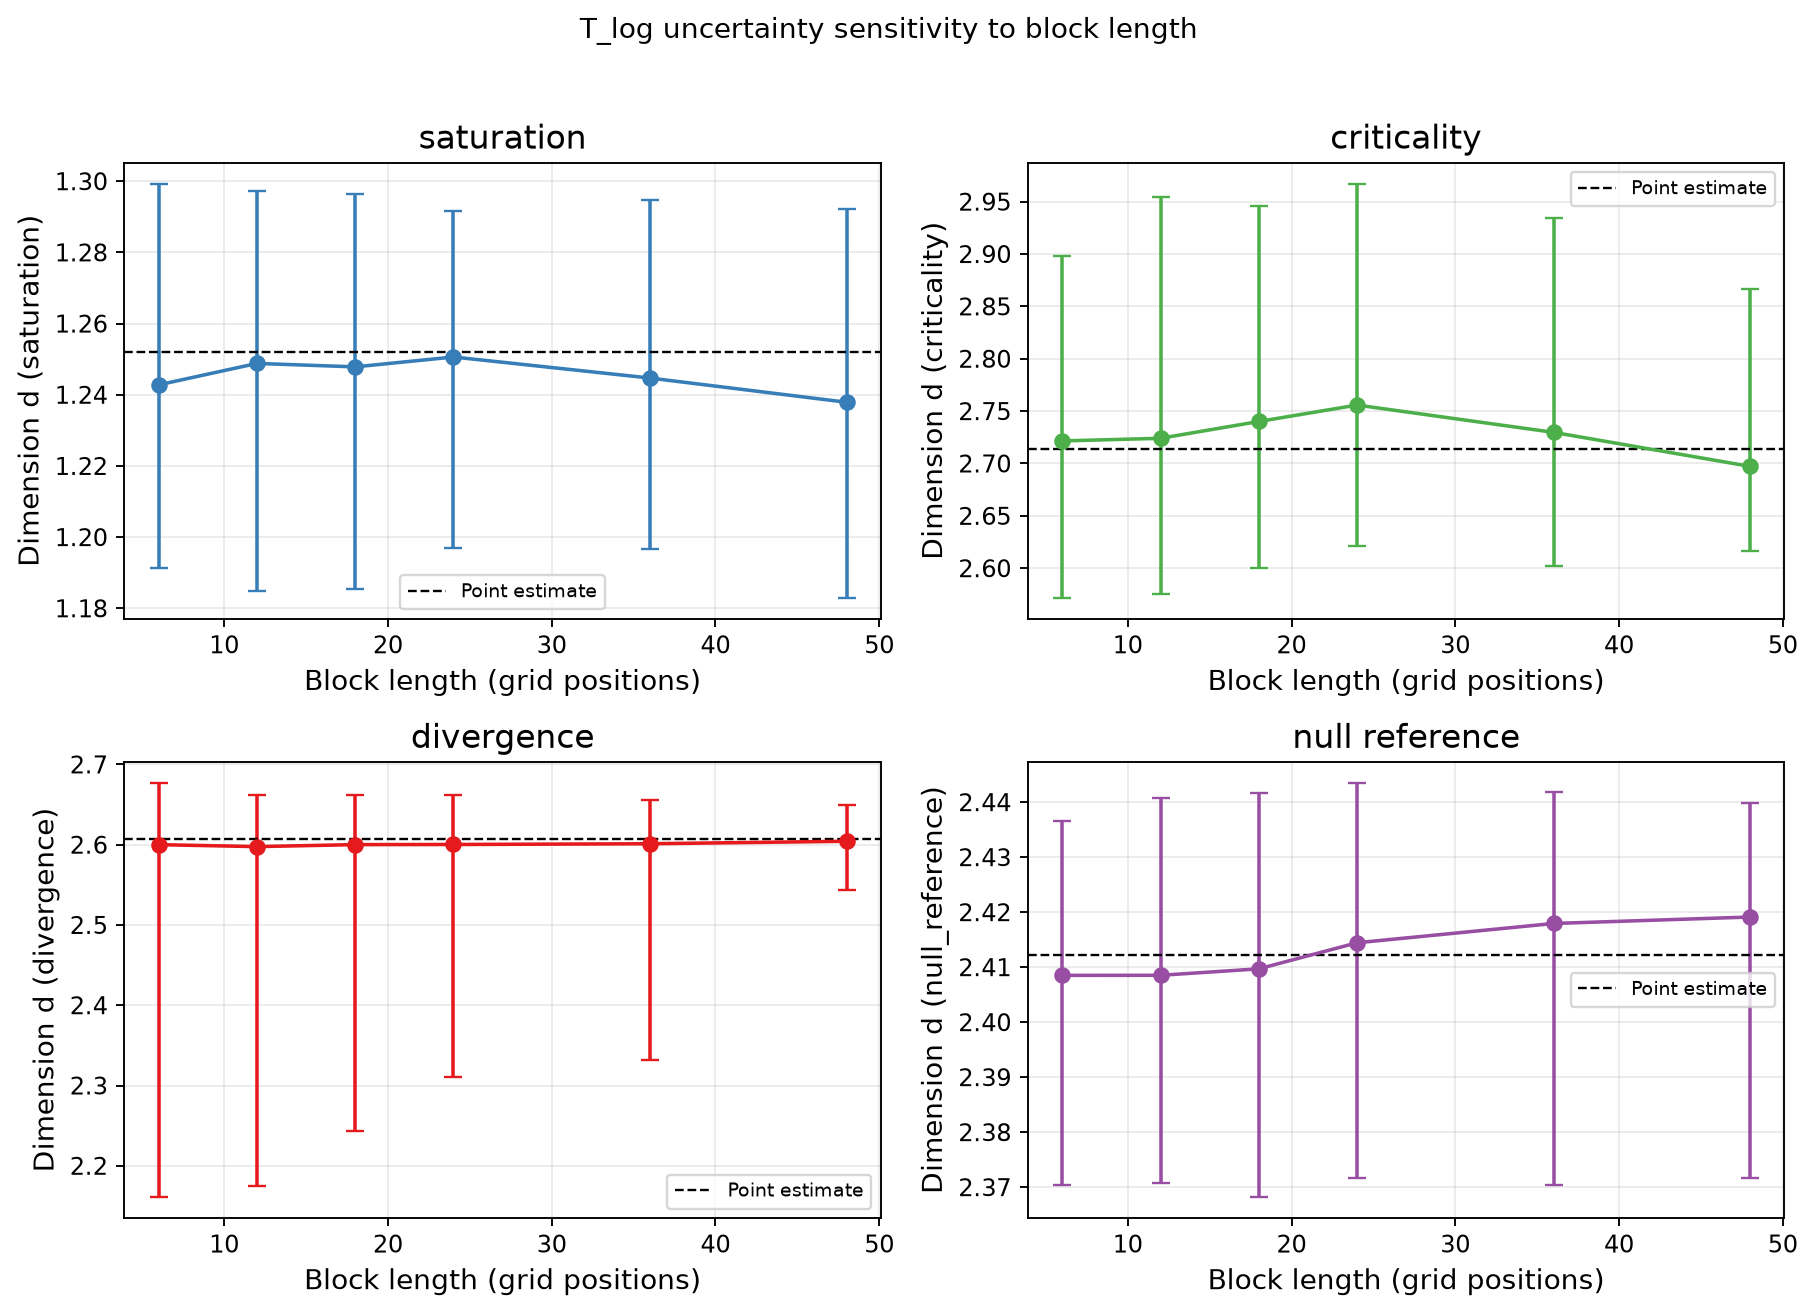 T_log uncertainty sensitivity to block length
saturation
Dimension d (saturation)
1.30
1.28
1.26
1.24
1.22
1.20
1.18
Point estimate
10 20 30 40 50
Block length (grid positions)
criticality
Dimension d (criticality)
2.95
2.90
2.85
2.80
2.75
2.70
2.65
2.60
Point estimate
10 20 30 40 50
Block length (grid positions)
divergence
Dimension d (divergence)
2.7
2.6
2.5
2.4
2.3
2.2
Point estimate
10 20 30 40 50
Block length (grid positions)
null reference
Dimension d (null_reference)
2.44
2.43
2.42
2.41
2.40
2.39
2.38
2.37
Point estimate
10 20 30 40 50
Block length (grid positions)